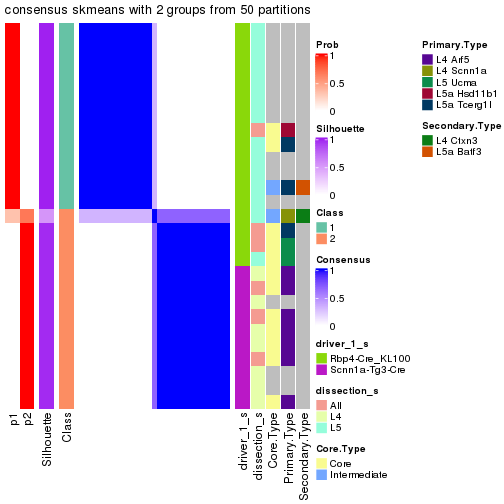 consensus skmeans with 2 groups from 50 partitions
Prob
1
0.5
0
Silhouette
1
0.5
0
Class
1
2
Consensus
1
0.5
0
driver_1_s
Rbp4-Cre_KL100
Scnn1a-Tg3-Cre
dissection_s
All
L4
L5
Core.Type
Core
Intermediate
Primary.Type
L4 Arf5
L4 Scnn1a
L5 Ucma
L5a Hsd11b1
L5a Tcerg1l
Secondary.Type
L4 Ctxn3
L5a Batf3
p1
p2
Silhouette
Class
driver_1_s
dissection_s
Core.Type
Primary.Type
Secondary.Type